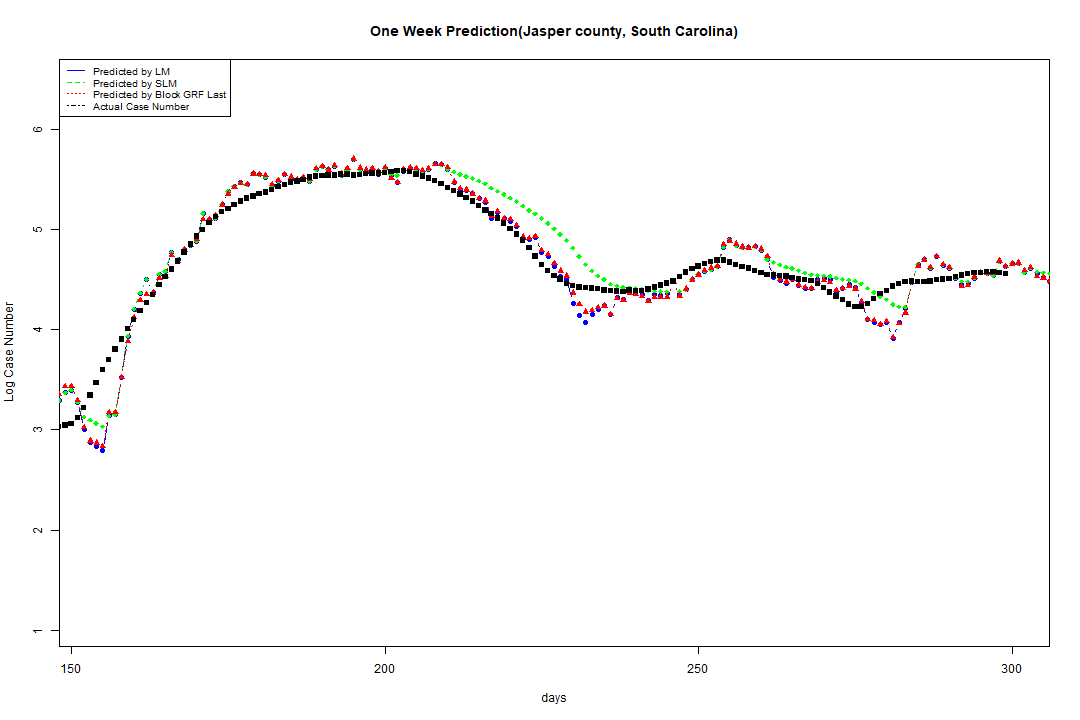 One Week Prediction(Jasper county, South Carolina)
Predicted by LM
Predicted by SLM
Predicted by Block GRF Last
Actual Case Number
6
5
4
3
2
1
Log Case Number
150 200 250 300
days